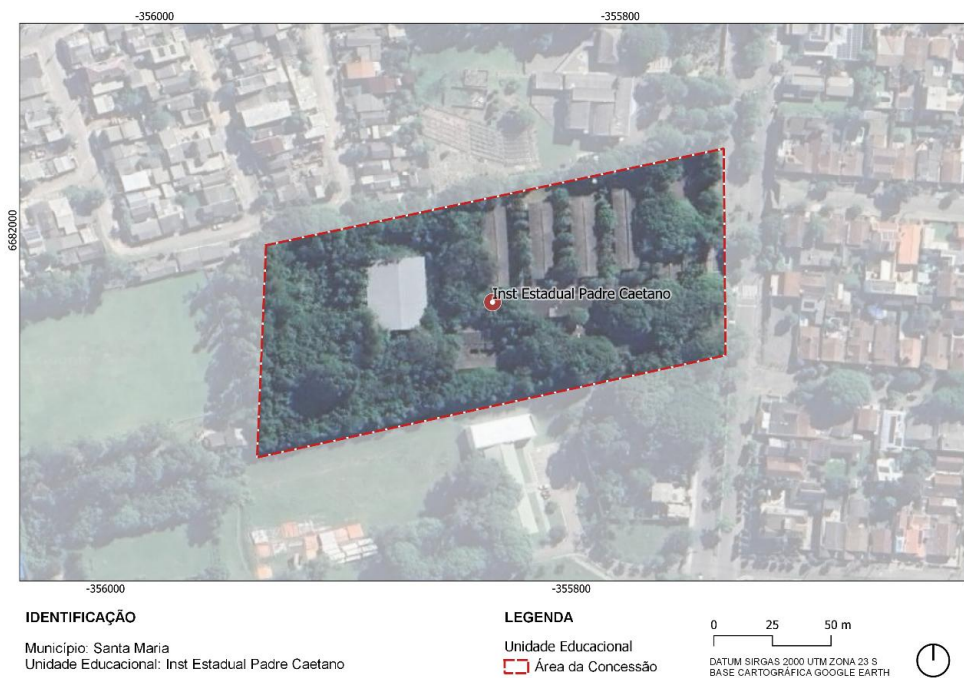 -356000 -355800
6682000
Inst Estadual Padre Caetano
-356000 -355800
IDENTIFICAÇÃO
Município: Santa Maria
Unidade Educacional: Inst Estadual Padre Caetano
LEGENDA
Unidade Educacional
Área da Concessão
0 25 50 m
DATUM SIRGAS 2000 UTM ZONA 23 S
BASE CARTOGRÁFICA GOOGLE EARTH